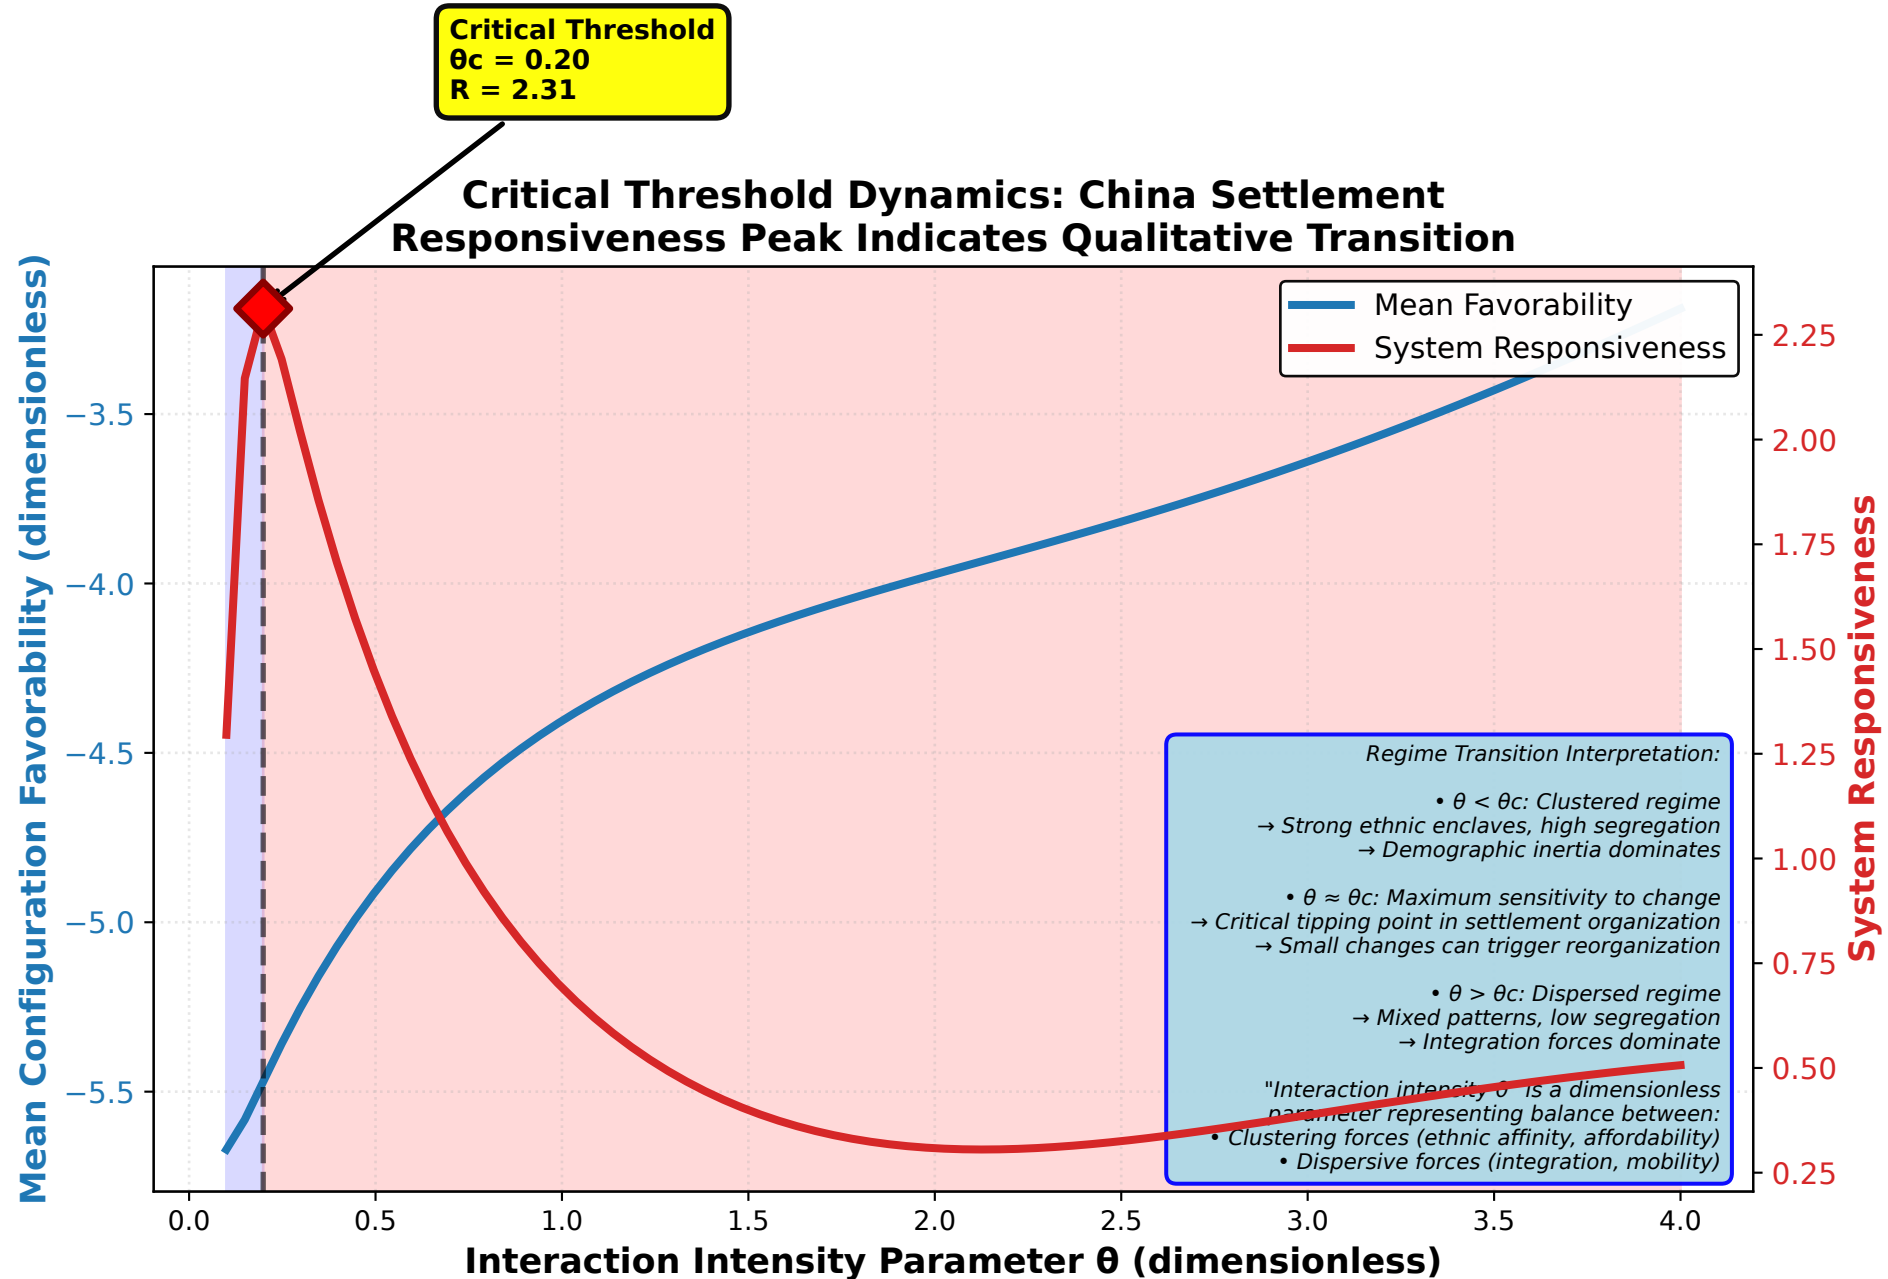 Critical Threshold
θc = 0.20
R = 2.31
Critical Threshold Dynamics: China Settlement
Responsiveness Peak Indicates Qualitative Transition
Mean Favorability
System Responsiveness
Mean Configuration Favorability (dimensionless)
−3.5
−4.0
−4.5
−5.0
−5.5
2.25
2.00
1.75
1.50
1.25
1.00
0.75
0.50
0.25
System Responsiveness
Regime Transition Interpretation:
• θ < θc: Clustered regime
→ Strong ethnic enclaves, high segregation
→ Demographic inertia dominates
• θ ≈ θc: Maximum sensitivity to change
→ Critical tipping point in settlement organization
→ Small changes can trigger reorganization
• θ > θc: Dispersed regime
→ Mixed patterns, low segregation
→ Integration forces dominate
"Interaction intensity θ" is a dimensionless
parameter representing balance between:
• Clustering forces (ethnic affinity, affordability)
• Dispersive forces (integration, mobility)
0.0 0.5 1.0 1.5 2.0 2.5 3.0 3.5 4.0
Interaction Intensity Parameter θ (dimensionless)